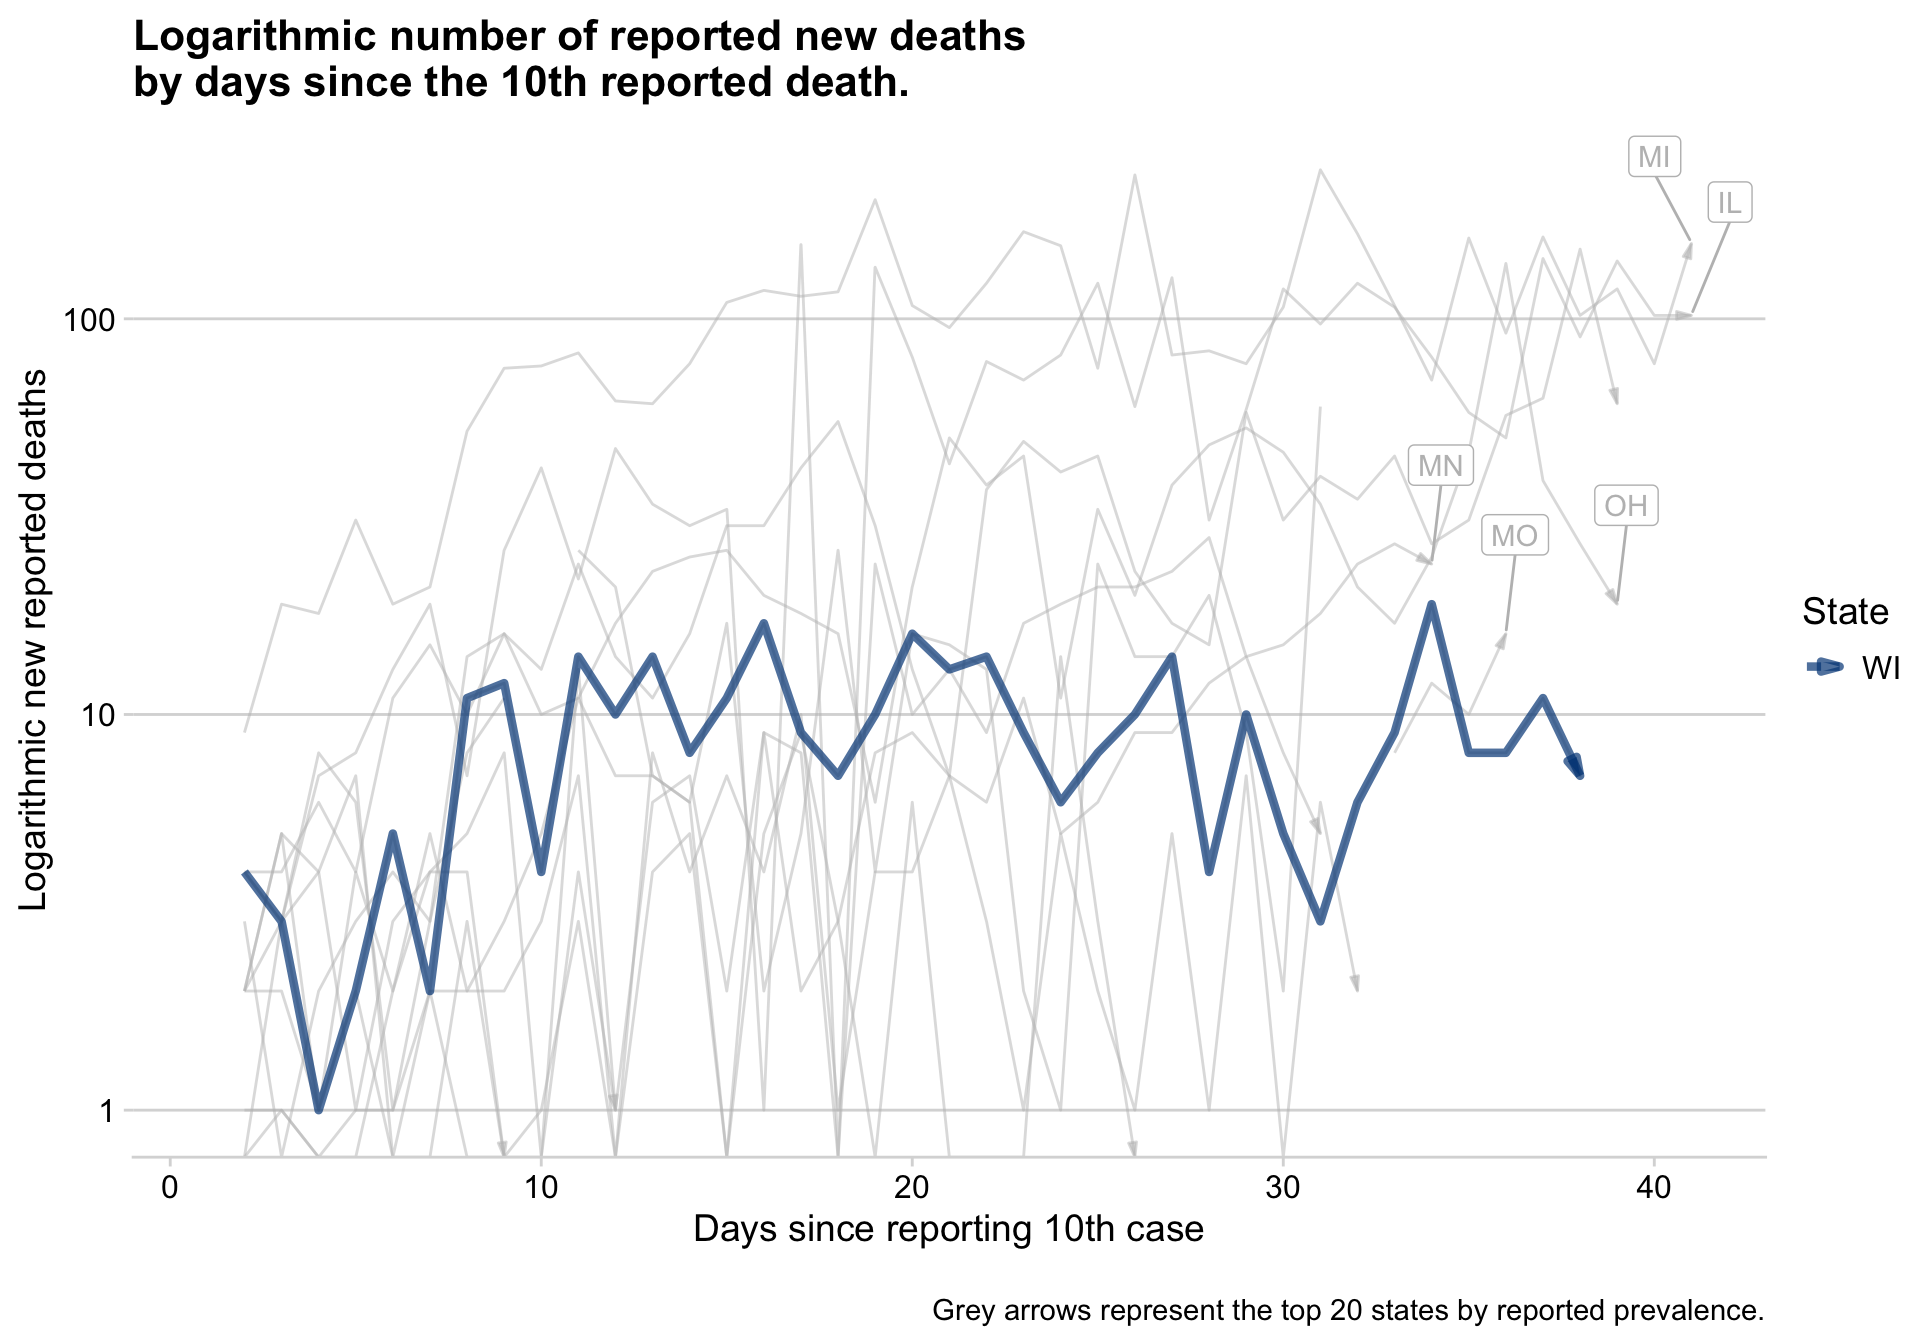 Logarithmic number of reported new deaths
by days since the 10th reported death.
MI
IL
100
MN
OH
MO
10
1
Logarithmic new reported deaths
State
WI
0 10 20 30 40
Days since reporting 10th case
Grey arrows represent the top 20 states by reported prevalence.